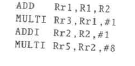 ADD Rr1,R1,R2
MULTI Rr3,Rr1,#1
ADDI Rr2,R2,#1
MULTI Rr5,Rr2,#8